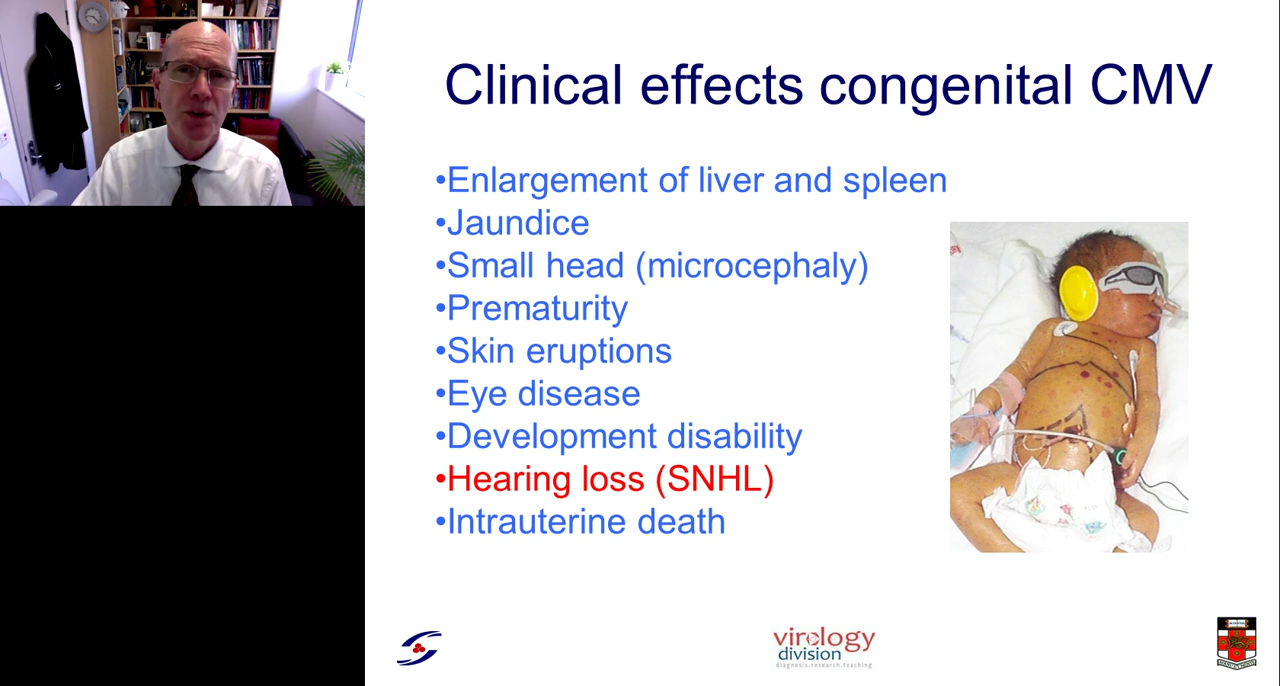 Clinical effects congenital CMV
•Enlargement of liver and spleen
•Jaundice
•Small head (microcephaly)
•Prematurity
•Skin eruptions
•Eye disease
•Development disability
•Hearing loss (SNHL)
•Intrauterine death
virology
division
diagnosis.research.teaching